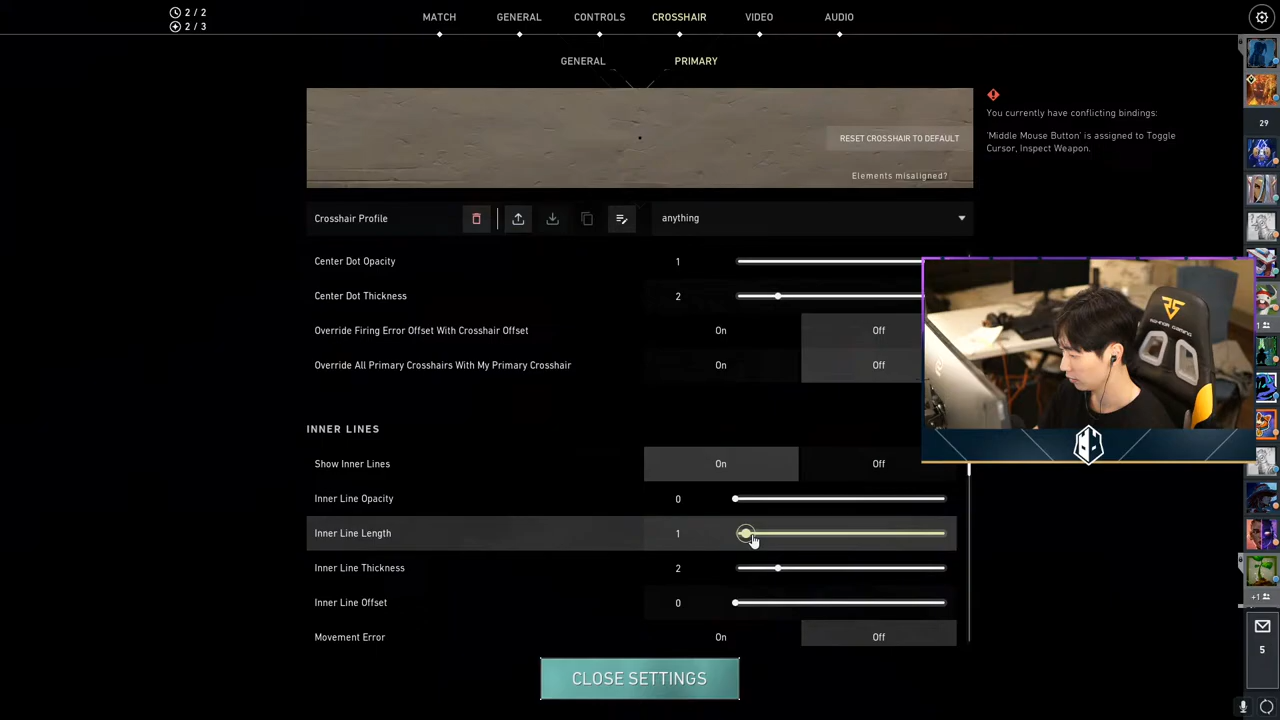 2 / 2
2 / 3
MATCH GENERAL CONTROLS CROSSHAIR VIDEO AUDIO
GENERAL PRIMARY
RESET CROSSHAIR TO DEFAULT
Elements misaligned?
You currently have conflicting bindings:
'Middle Mouse Button' is assigned to Toggle
Cursor, Inspect Weapon.
Crosshair Profile anything
Center Dot Opacity 1
Center Dot Thickness 2
Override Firing Error Offset With Crosshair Offset On Off
Override All Primary Crosshairs With My Primary Crosshair On Off
INNER LINES
Show Inner Lines On Off
Inner Line Opacity 0
Inner Line Length 1
Inner Line Thickness 2
Inner Line Offset 0
Movement Error On Off
CLOSE SETTINGS
29
1
+1
5